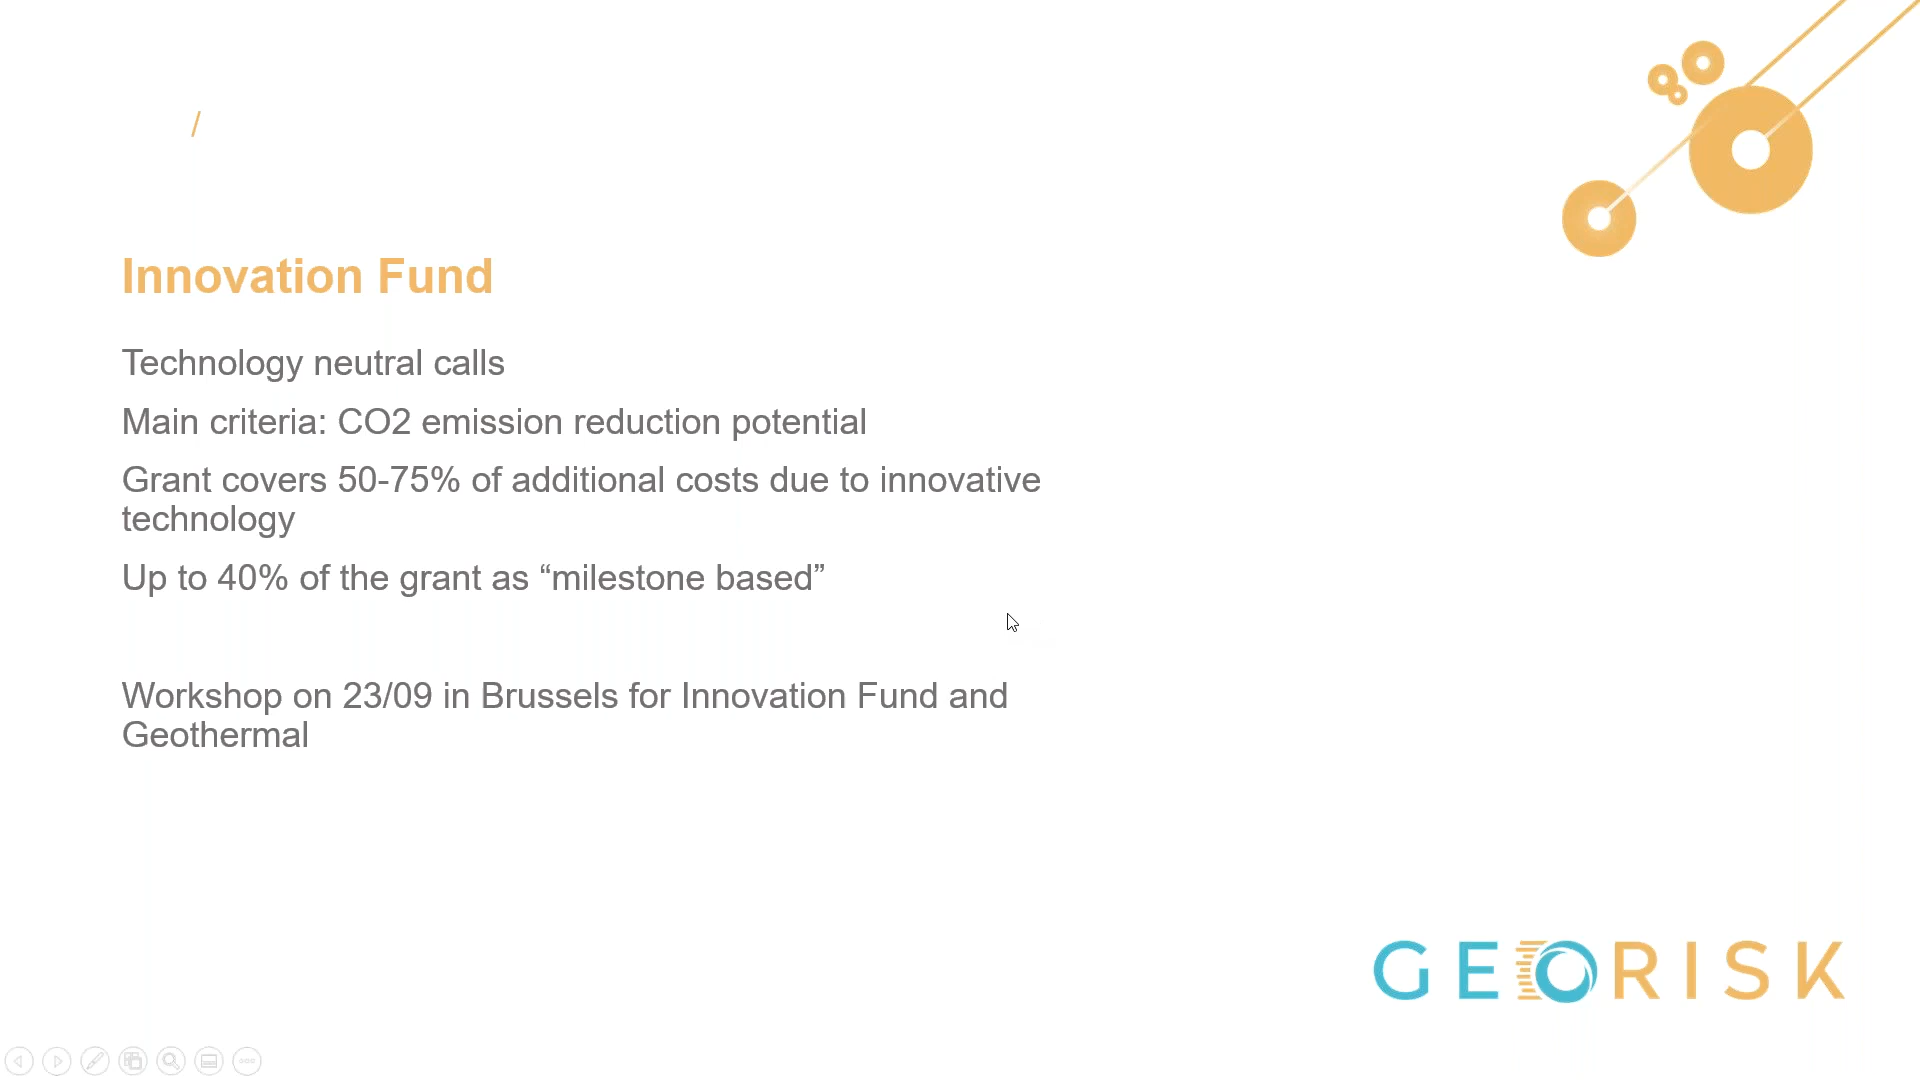 /
Innovation Fund
Technology neutral calls
Main criteria: CO2 emission reduction potential
Grant covers 50-75% of additional costs due to innovative
technology
Up to 40% of the grant as “milestone based”
Workshop on 23/09 in Brussels for Innovation Fund and
Geothermal
GEORISK